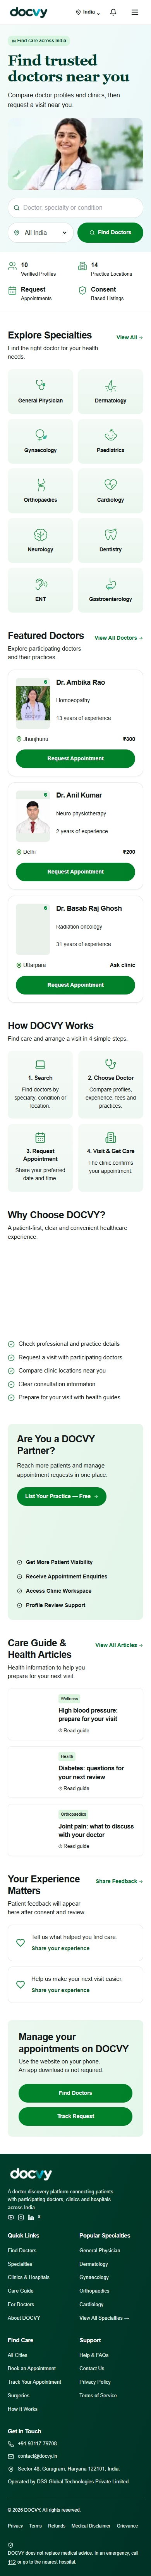 docvy
India
Find care across India
Find trusted
doctors near you
Compare doctor profiles and clinics, then
request a visit near you.
Doctor, specialty or condition
All India
Find Doctors
10
Verified Profiles
14
Practice Locations
Request
Appointments
Consent
Based Listings
Explore Specialties
View All →
Find the right doctor for your health
needs.
General Physician
Dermatology
Gynaecology
Paediatrics
Orthopaedics
Cardiology
Neurology
Dentistry
ENT
Gastroenterology
Featured Doctors
View All Doctors →
Explore participating doctors
and their practices.
Dr. Ambika Rao
Homoeopathy
13 years of experience
Jhunjhunu
₹300
Request Appointment
Dr. Anil Kumar
Neuro physiotherapy
2 years of experience
Delhi
₹200
Request Appointment
Dr. Basab Raj Ghosh
Radiation oncology
31 years of experience
Uttarpara
Ask clinic
Request Appointment
How DOCVY Works
Find care and arrange a visit in 4 simple steps.
1. Search
Find doctors by
specialty, condition or
location.
2. Choose Doctor
Compare profiles,
experience, fees and
practices.
3. Request
Appointment
Share your preferred
date and time.
4. Visit & Get Care
The clinic confirms
your appointment.
Why Choose DOCVY?
A patient-first, clear and convenient healthcare
experience.
Check professional and practice details
Request a visit with participating doctors
Compare clinic locations near you
Clear consultation information
Prepare for your visit with health guides
Are You a DOCVY
Partner?
Reach more patients and manage
appointment requests in one place.
List Your Practice — Free →
Get More Patient Visibility
Receive Appointment Enquiries
Access Clinic Workspace
Profile Review Support
Care Guide &
Health Articles
View All Articles →
Health information to help you
prepare for your next visit.
Wellness
High blood pressure:
prepare for your visit
Read guide
Health
Diabetes: questions for
your next review
Read guide
Orthopaedics
Joint pain: what to discuss
with your doctor
Read guide
Your Experience
Matters
Share Feedback →
Patient feedback will appear
here after consent and review.
Tell us what helped you find care.
Share your experience
Help us make your next visit easier.
Share your experience
Manage your
appointments on DOCVY
Use the website on your phone.
An app download is not required.
Find Doctors
Track Request
docvy
A doctor discovery platform connecting patients
with participating doctors, clinics and hospitals
across India.
Quick Links
Find Doctors
Specialties
Clinics & Hospitals
Care Guide
For Doctors
About DOCVY
Popular Specialties
General Physician
Dermatology
Gynaecology
Orthopaedics
Cardiology
View All Specialties →
Find Care
All Cities
Book an Appointment
Track Your Appointment
Surgeries
How It Works
Support
Help & FAQs
Contact Us
Privacy Policy
Terms of Service
Get in Touch
+91 93117 79708
contact@docvy.in
Sector 48, Gurugram, Haryana 122101, India.
Operated by DSS Global Technologies Private Limited.
© 2026 DOCVY. All rights reserved.
Privacy Terms Refunds Medical Disclaimer Grievance
DOCVY does not replace medical advice. In an emergency, call
112 or go to the nearest hospital.